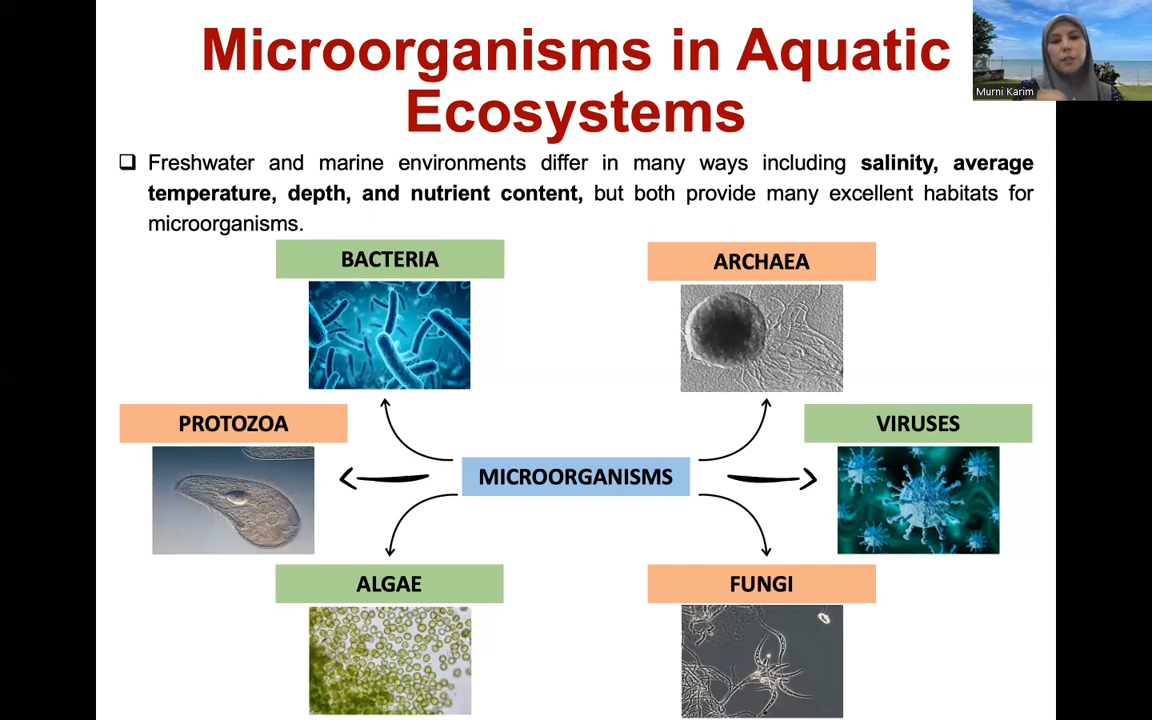 Microorganisms in Aquatic
Ecosystems
Murni Karim
❑ Freshwater and marine environments differ in many ways including salinity, average
temperature, depth, and nutrient content, but both provide many excellent habitats for
microorganisms.
BACTERIA
ARCHAEA
PROTOZOA
VIRUSES
MICROORGANISMS
ALGAE
FUNGI